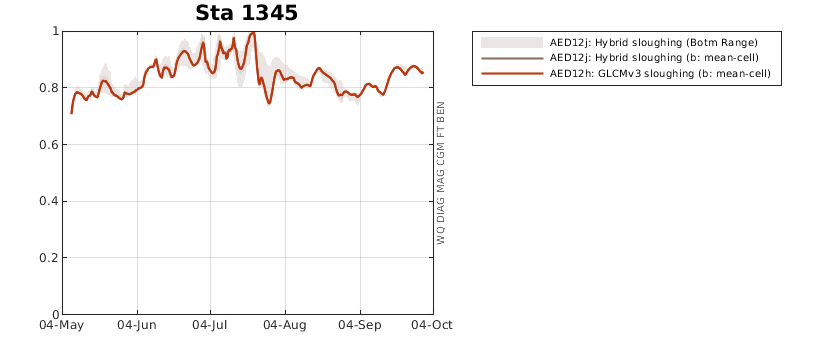 Sta 1345
1
0.8
0.6
0.4
0.2
0
04-May
04-Jun
04-Jul
04-Aug
04-Sep
04-Oct
WQ DIAG MAG CGM FT BEN
AED12j: Hybrid sloughing (Botm Range)
AED12j: Hybrid sloughing (b: mean-cell)
AED12h: GLCMv3 sloughing (b: mean-cell)